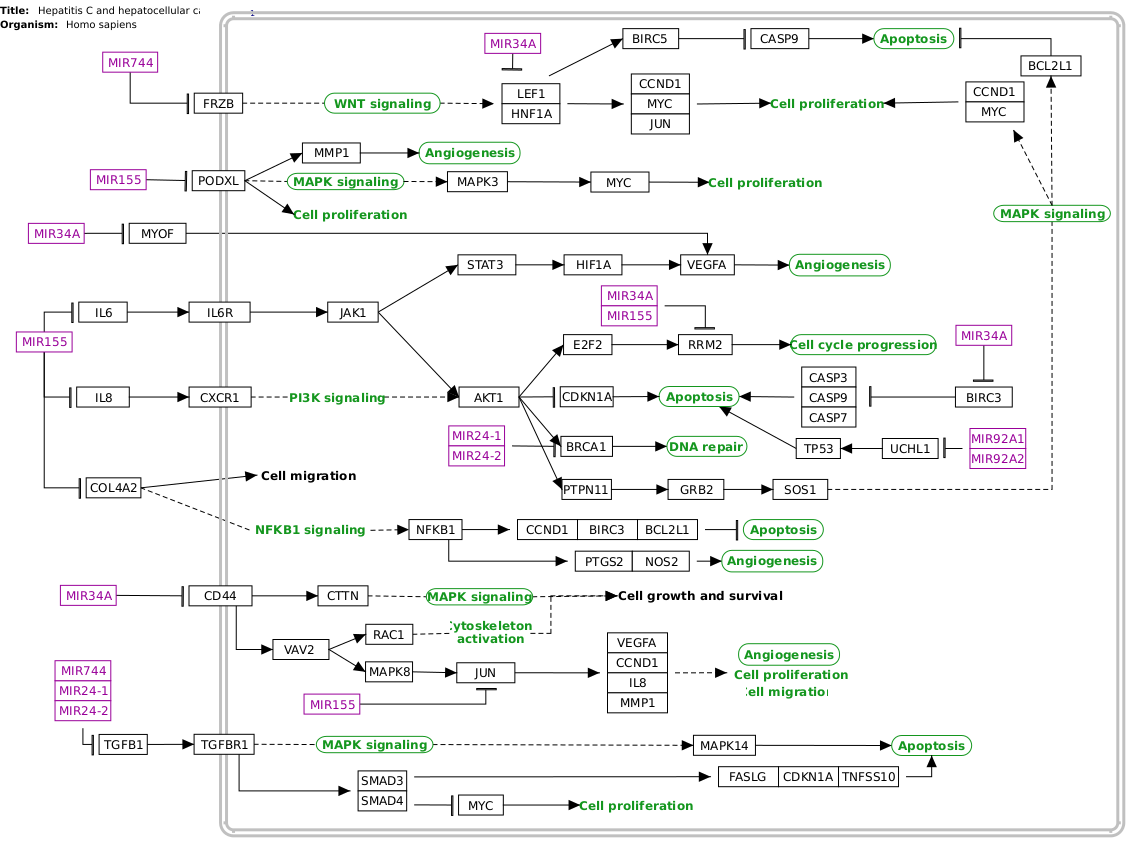 Title: Hepatitis C and hepatocellular
Organism: Homo sapiens
MIR34A
BIRC5
CASP9
Apoptosis
BCL2L1
MIR744
FRZB
WNT signaling
LEF1
HNF1A
CCND1
MYC
JUN
Cell proliferation
CCND1
MYC
MIR155
PODXL
MMP1
Angiogenesis
MAPK signaling
MAPK3
MYC
Cell proliferation
Cell proliferation
MAPK signaling
MIR34A
MYOF
STAT3
HIF1A
VEGFA
Angiogenesis
IL6
IL6R
JAK1
MIR34A
MIR155
MIR155
E2F2
RRM2
Cell cycle progression
MIR34A
IL8
CXCR1
PI3K signaling
AKT1
CDKN1A
Apoptosis
CASP3
CASP9
CASP7
BIRC3
MIR24-1
MIR24-2
BRCA1
DNA repair
TP53
UCHL1
MIR92A1
MIR92A2
COL4A2
Cell migration
PTPN11
GRB2
SOS1
NFKB1 signaling
NFKB1
CCND1
BIRC3
BCL2L1
Apoptosis
PTGS2
NOS2
Angiogenesis
MIR34A
CD44
CTTN
MAPK signaling
Cell growth and survival
VAV2
RAC1
ytoskeleton
activation
MAPK8
JUN
VEGFA
CCND1
IL8
MMP1
Angiogenesis
Cell proliferation
ell migratio
MIR155
MIR744
MIR24-1
MIR24-2
TGFB1
TGFBR1
MAPK signaling
MAPK14
Apoptosis
SMAD3
SMAD4
FASLG
CDKN1A
TNFSS10
MYC
Cell proliferation